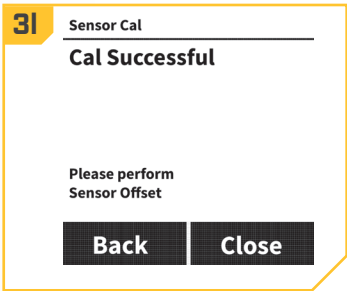 3l
Sensor Cal
Cal Successful
Please perform
Sensor Offset
Back Close